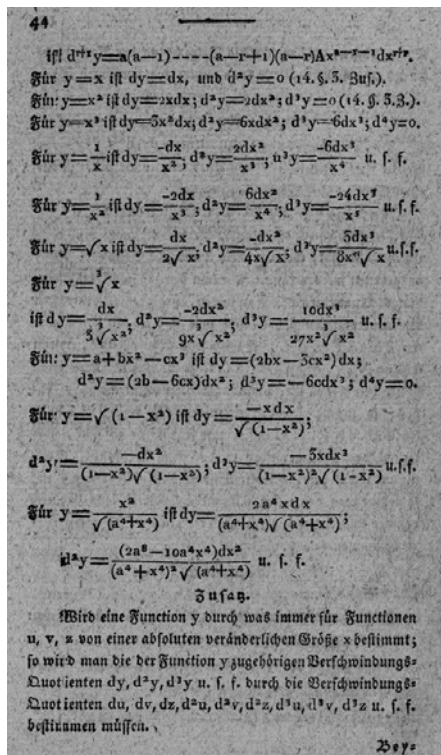 44
ist d^{r+1}y=a(a−1)----(a−r+1)(a−r)Ax^{a−r−1}dx^{r+1}.
Für y=x ist dy=dx, und d²y=0 (14. §. 3. Zus.).
Für y=x² ist dy=2xdx; d²y=2dx²; d³y=0 (14. §. 3. Z.).
Für y=x³ ist dy=3x²dx; d²y=6xdx²; d³y=6dx³; d⁴y=0.
Für y=1/x ist dy=−dx/x², d²y=2dx²/x³, d³y=−6dx³/x⁴ u. s. f.
Für y=1/x² ist dy=−2dx/x³, d²y=6dx²/x⁴, d³y=−24dx³/x⁵ u. s. f.
Für y=√x ist dy=dx/2√x; d²y=−dx²/4x√x; d³y=3dx³/8x²√x u. s. f.
Für y=³√x
ist dy=dx/3³√x², d²y=−2dx²/9x³√x², d³y=10dx³/27x²³√x² u. s. f.
Für y=a+bx²−cx³ ist dy=(2bx−3cx²)dx;
d²y=(2b−6cx)dx²; d³y=−6cdx³; d⁴y=0.
Für y=√(1−x²) ist dy=−xdx/√(1−x²);
d²y=−dx²/(1−x²)√(1−x²); d³y=−3xdx³/(1−x²)²√(1−x²) u. s. f.
Für y=x²/√(a⁴+x⁴) ist dy=2a⁴xdx/(a⁴+x⁴)√(a⁴+x⁴);
d²y=(2a⁸−10a⁴x⁴)dx²/(a⁴+x⁴)²√(a⁴+x⁴) u. s. f.
Zusatz.
Wird eine Function y durch was immer für Functionen
u, v, z von einer absoluten veränderlichen Größe x bestimmt;
so wird man die der Function y zugehörigen Verschwindungs=
Quotienten dy, d²y, d³y u. s. f. durch die Verschwindungs=
Quotienten du, dv, dz, d²u, d²v, d²z, d³u, d³v, d³z u. s. f.
bestimmen müssen.
Bey=